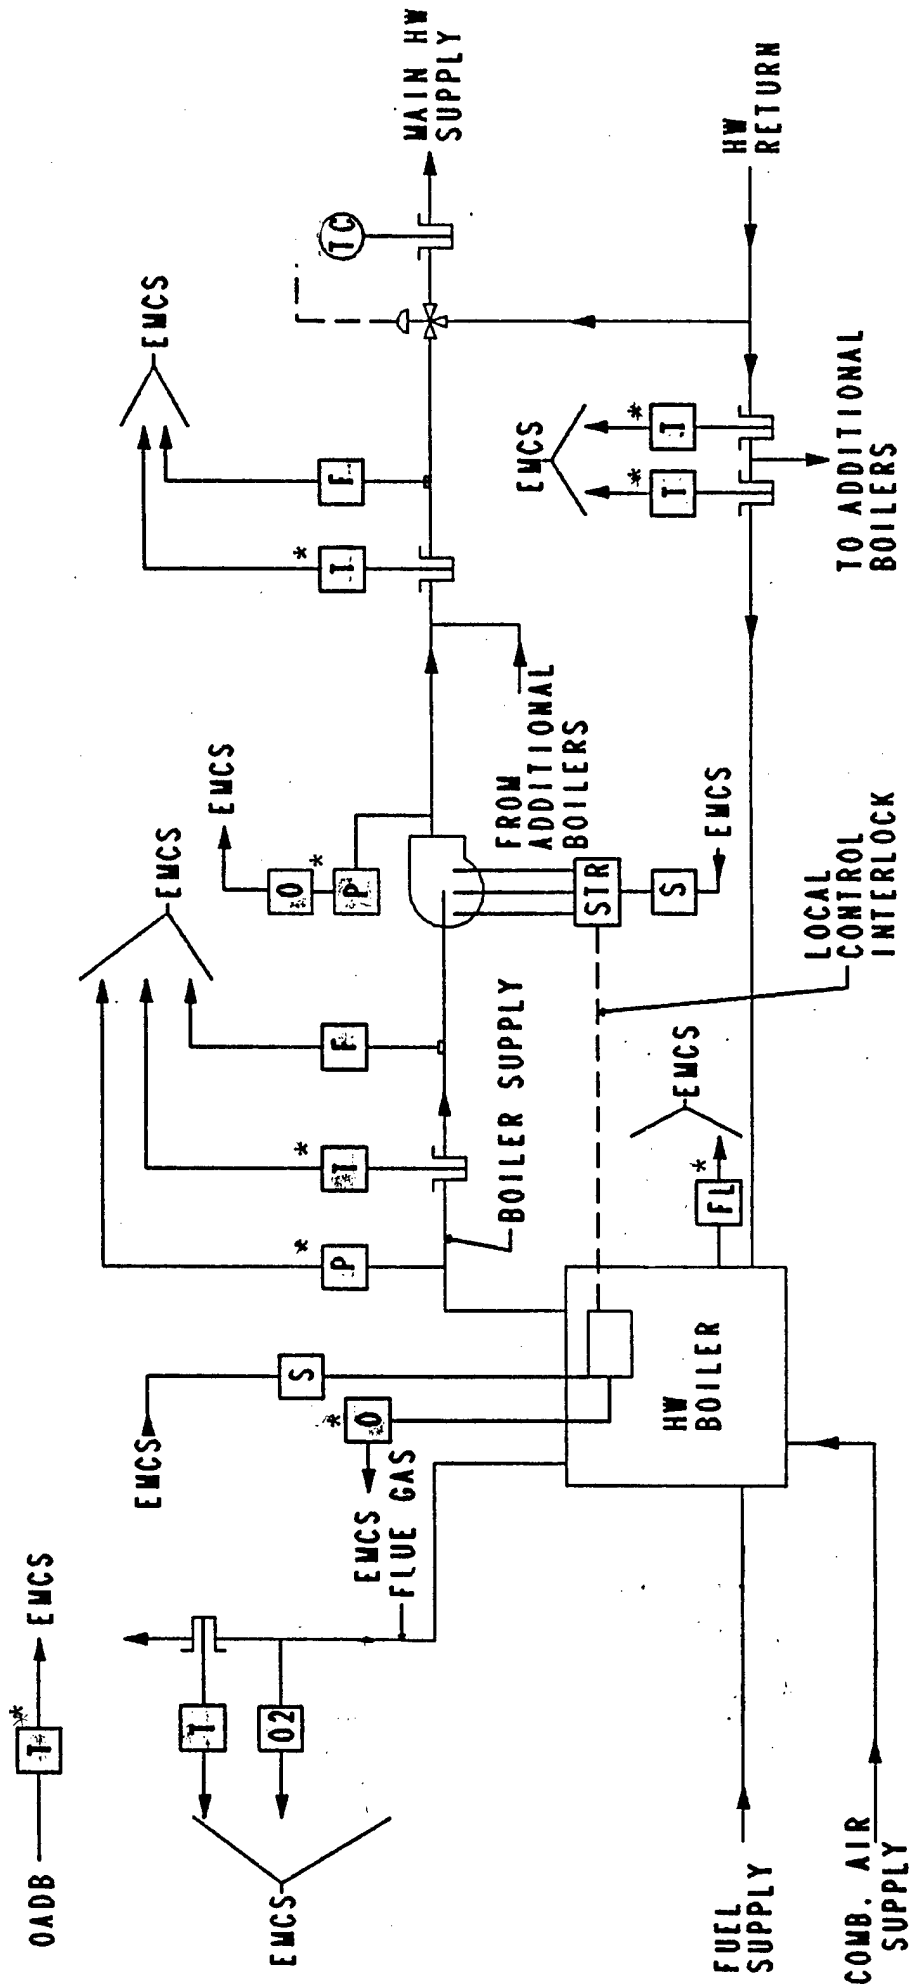 OADB
T
*
EMCS
EMCS
T
O2
EMCS
S
EMCS
O
*
FLUE GAS
P
*
T
*
F
EMCS
BOILER SUPPLY
EMCS
O
P
*
EMCS
T
*
F
TC
MAIN HW
SUPPLY
FROM
ADDITIONAL
BOILERS
STR
S
EMCS
EMCS
T
*
T
*
HW
RETURN
TO ADDITIONAL
BOILERS
LOCAL
CONTROL
INTERLOCK
EMCS
FL
*
HW
BOILER
FUEL
SUPPLY
COMB. AIR
SUPPLY